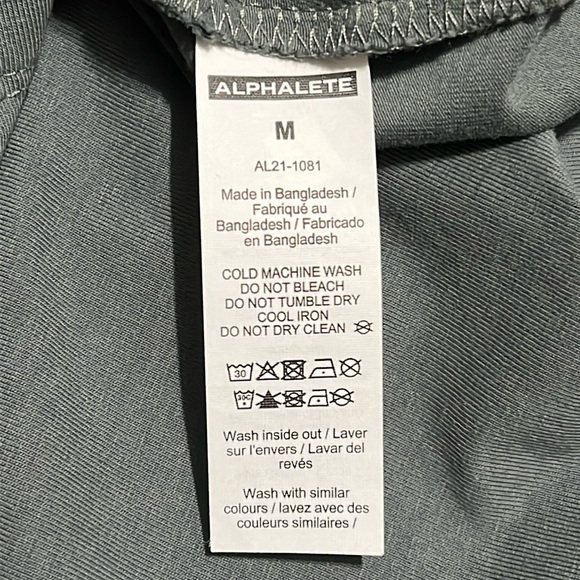 ALPHALETE
M
AL21-1081
Made in Bangladesh /
Fabriqué au
Bangladesh / Fabricado
en Bangladesh
COLD MACHINE WASH
DO NOT BLEACH
DO NOT TUMBLE DRY
COOL IRON
DO NOT DRY CLEAN
30
30C
Wash inside out / Laver
sur l'envers / Lavar del
revés
Wash with similar
colours / lavez avec des
couleurs similaires /